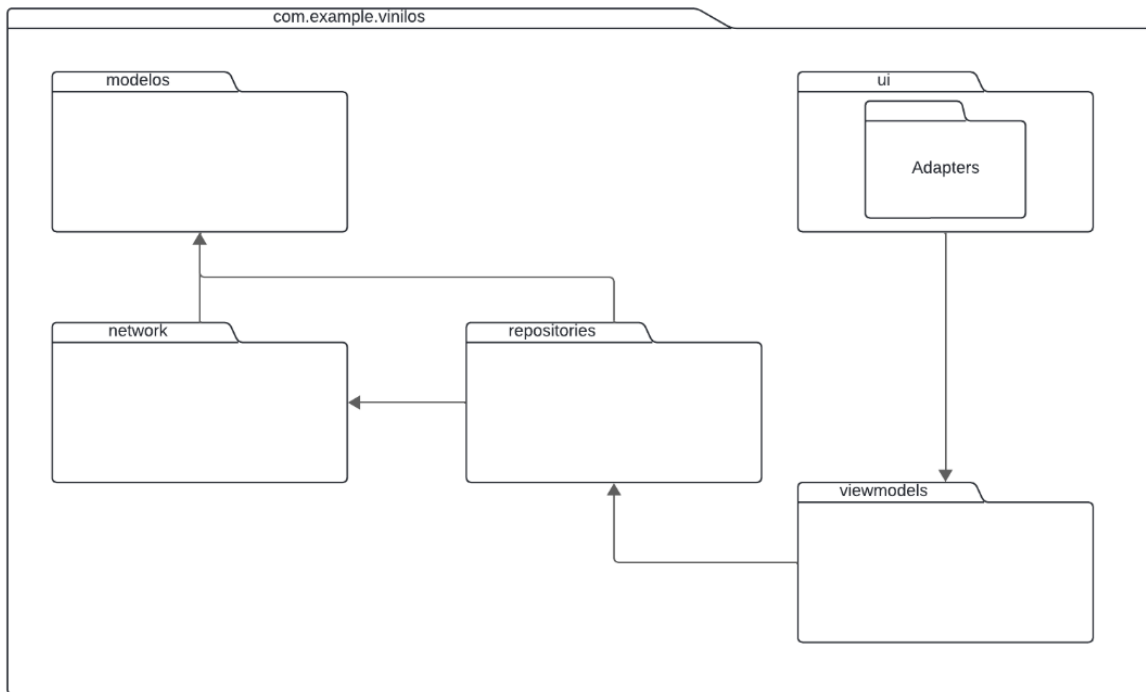 com.example.vinilos
modelos
ui
Adapters
network
repositories
viewmodels